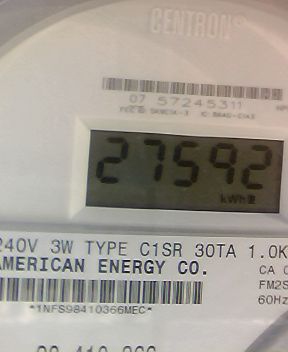 CENTRON®
07 57245311
27592
kWh
240V 3W TYPE C1SR 30TA 1.0K
AMERICAN ENERGY CO.
CA 0
FM2S
60Hz
*1NFS98410366MEC*